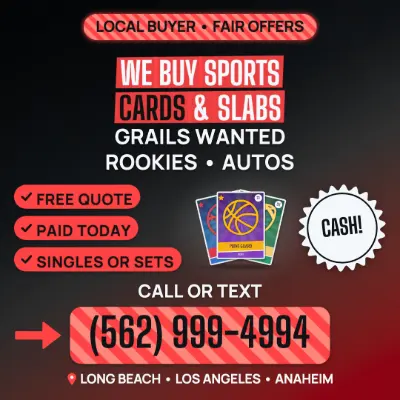 LOCAL BUYER • FAIR OFFERS
WE BUY SPORTS
CARDS & SLABS
GRAILS WANTED
ROOKIES • AUTOS
FREE QUOTE
PAID TODAY
SINGLES OR SETS
CASH!
CALL OR TEXT
(562) 999-4994
LONG BEACH • LOS ANGELES • ANAHEIM